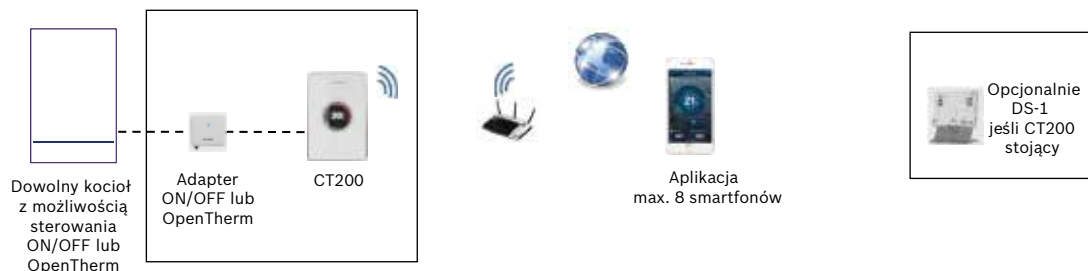 Dowolny kocioł
z możliwością
sterowania
ON/OFF lub
OpenTherm
Adapter
ON/OFF lub
OpenTherm
CT200
21
Aplikacja
max. 8 smartfonów
Opcjonalnie
DS-1
jeśli CT200
stojący